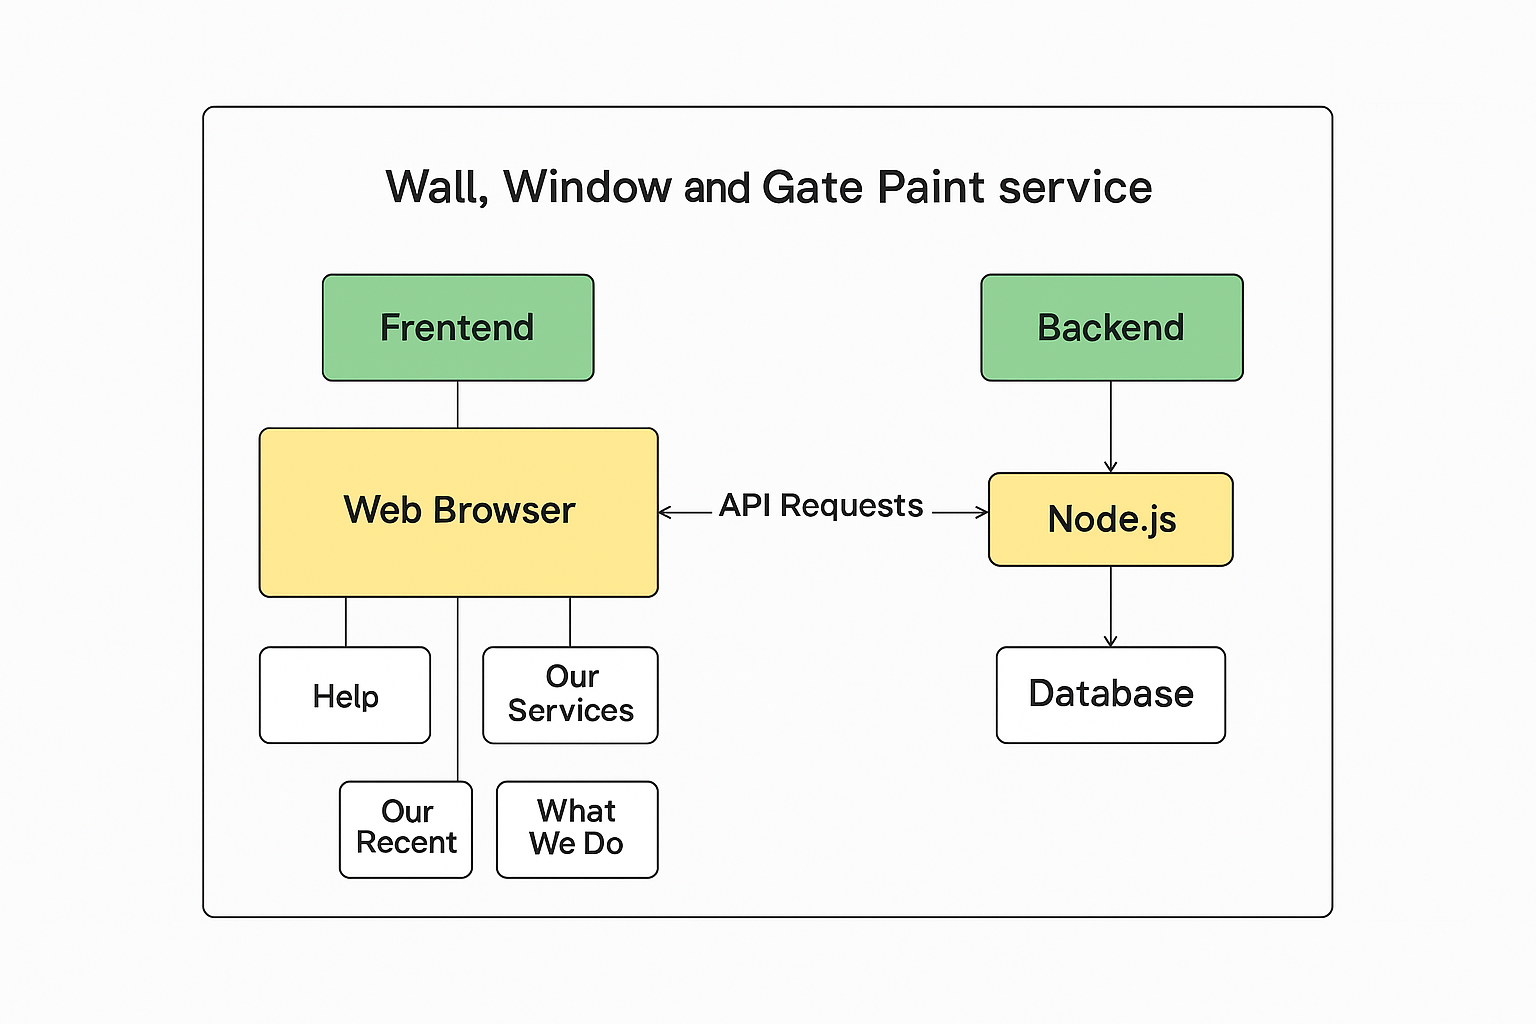 Wall, Window and Gate Paint service
Frentend
Backend
Web Browser
API Requests
Node.js
Help
Our
Services
Database
Our
Recent
What
We Do